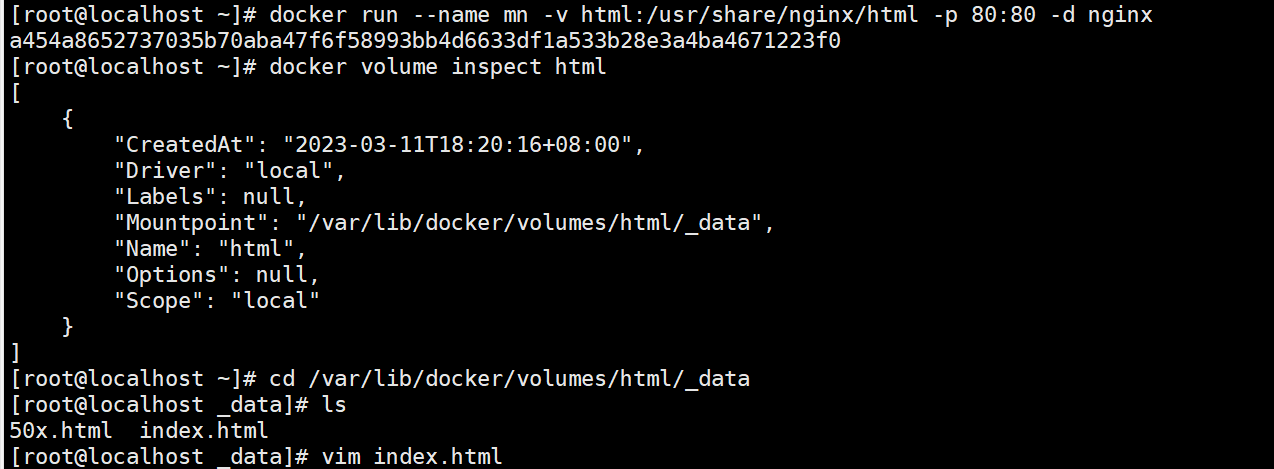 [root@localhost ~]# docker run --name mn -v html:/usr/share/nginx/html -p 80:80 -d nginx
a454a8652737035b70aba47f6f58993bb4d6633df1a533b28e3a4ba4671223f0
[root@localhost ~]# docker volume inspect html
[
    {
        "CreatedAt": "2023-03-11T18:20:16+08:00",
        "Driver": "local",
        "Labels": null,
        "Mountpoint": "/var/lib/docker/volumes/html/_data",
        "Name": "html",
        "Options": null,
        "Scope": "local"
    }
]
[root@localhost ~]# cd /var/lib/docker/volumes/html/_data
[root@localhost _data]# ls
50x.html  index.html
[root@localhost _data]# vim index.html